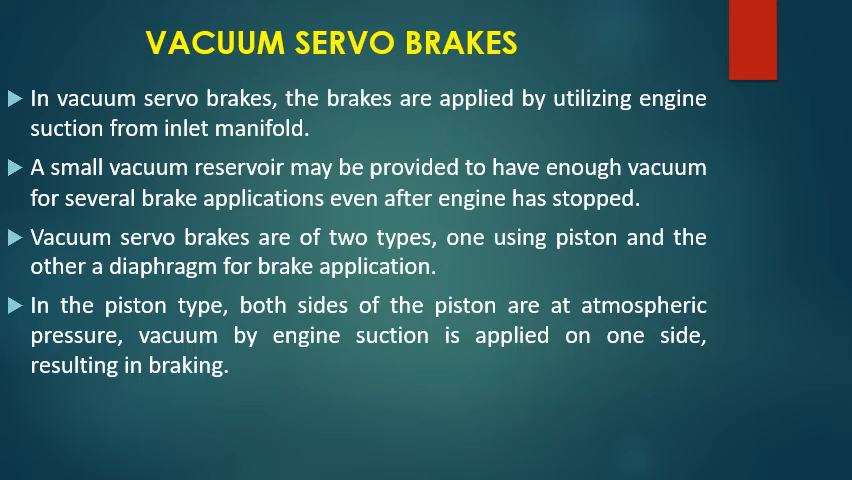 VACUUM SERVO BRAKES
In vacuum servo brakes, the brakes are applied by utilizing engine
suction from inlet manifold.
A small vacuum reservoir may be provided to have enough vacuum
for several brake applications even after engine has stopped.
Vacuum servo brakes are of two types, one using piston and the
other a diaphragm for brake application.
In the piston type, both sides of the piston are at atmospheric
pressure, vacuum by engine suction is applied on one side,
resulting in braking.